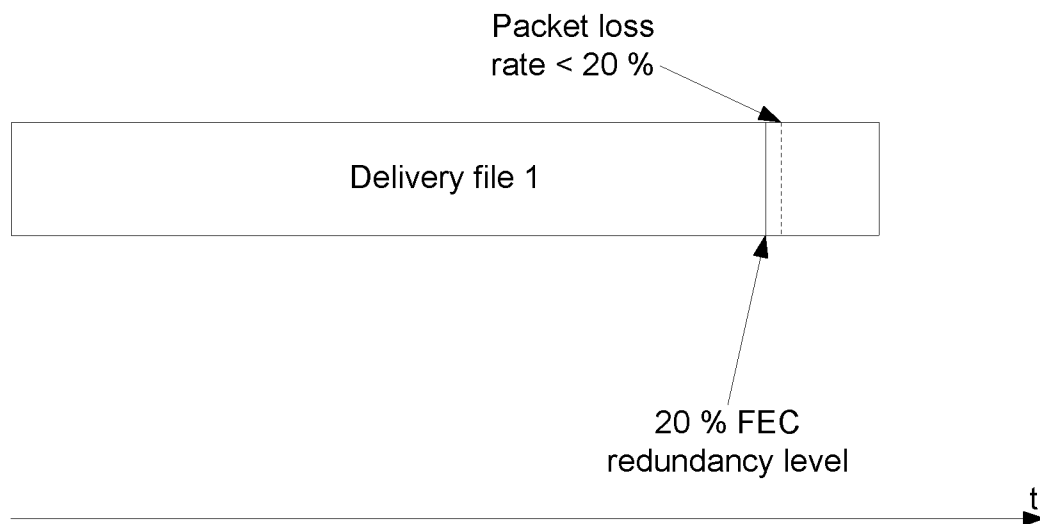 Packet loss
rate < 20 %
Delivery file 1
20 % FEC
redundancy level
t